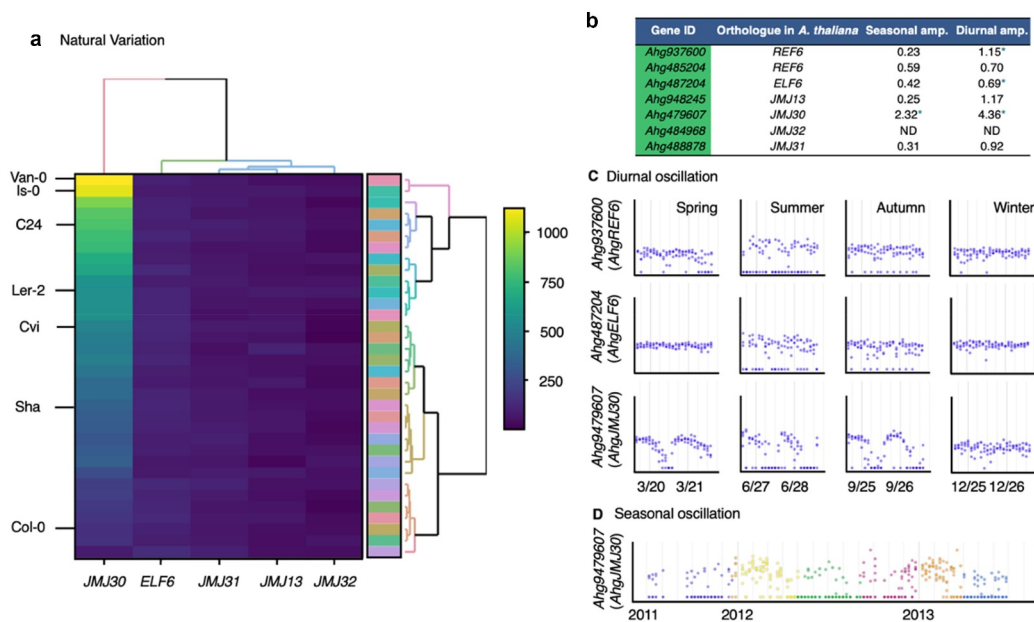 a Natural Variation
Van-0
Is-0
C24
Ler-2
Cvi
Sha
Col-0
JMJ30 ELF6 JMJ31 JMJ13 JMJ32
1000
750
500
250
b
Gene ID Orthologue in A. thaliana Seasonal amp. Diurnal amp.
Ahg937600 REF6 0.23 1.15*
Ahg485204 REF6 0.59 0.70
Ahg487204 ELF6 0.42 0.69*
Ahg948245 JMJ13 0.25 1.17
Ahg479607 JMJ30 2.32* 4.36*
Ahg484968 JMJ32 ND ND
Ahg488878 JMJ31 0.31 0.92
C Diurnal oscillation
Spring Summer Autumn Winter
Ahg937600
(AhgREF6)
Ahg487204
(AhgELF6)
Ahg9479607
(AhgJMJ30)
3/20 3/21 6/27 6/28 9/25 9/26 12/25 12/26
D Seasonal oscillation
Ahg9479607
(AhgJMJ30)
2011 2012 2013